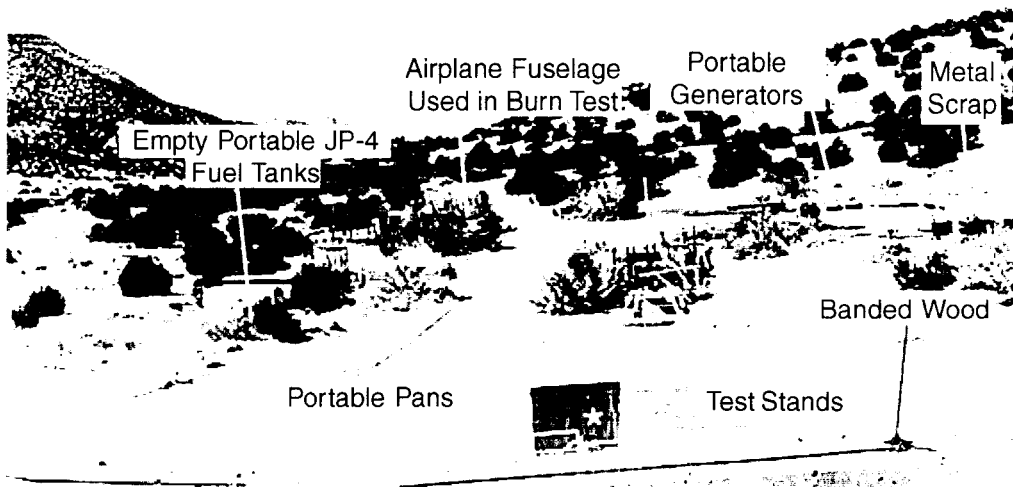 Airplane Fuselage
Used in Burn Test
Portable
Generators
Metal
Scrap
Empty Portable JP-4
Fuel Tanks
Banded Wood
Portable Pans
Test Stands